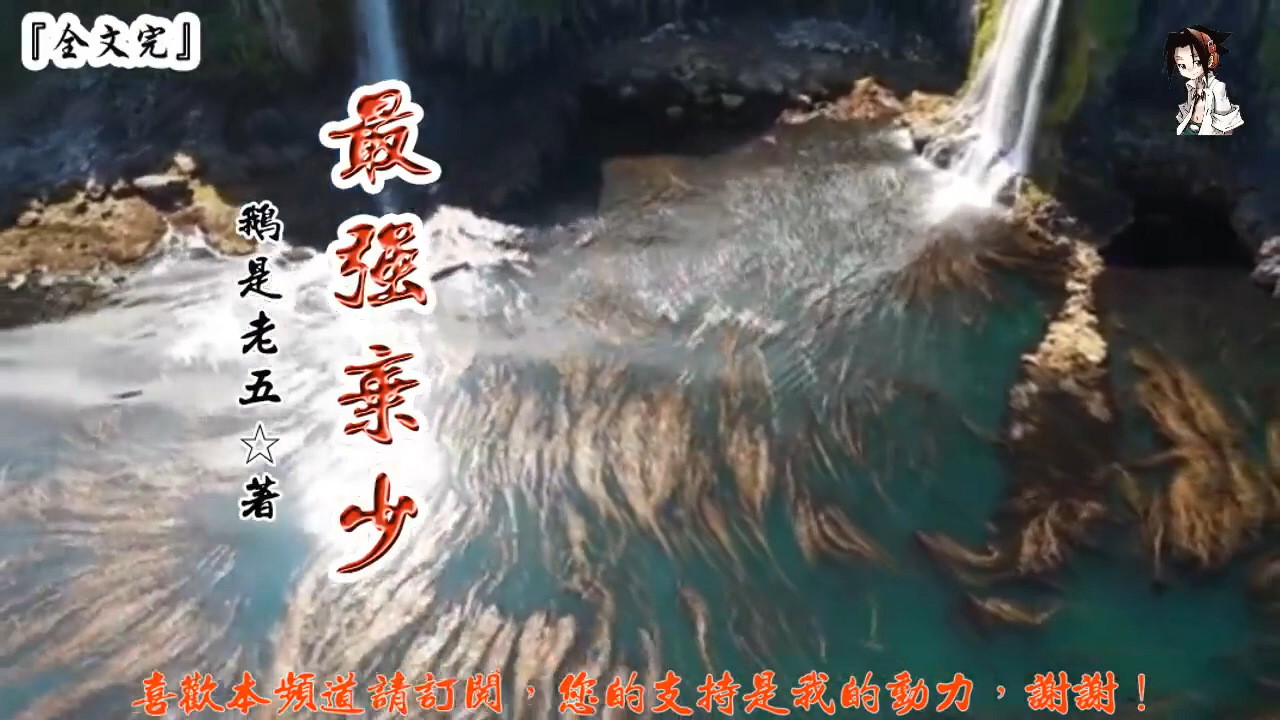 『全文完』
最強棄少
鵝是老五☆著
喜歡本頻道請訂閱，您的支持是我的動力，謝謝！